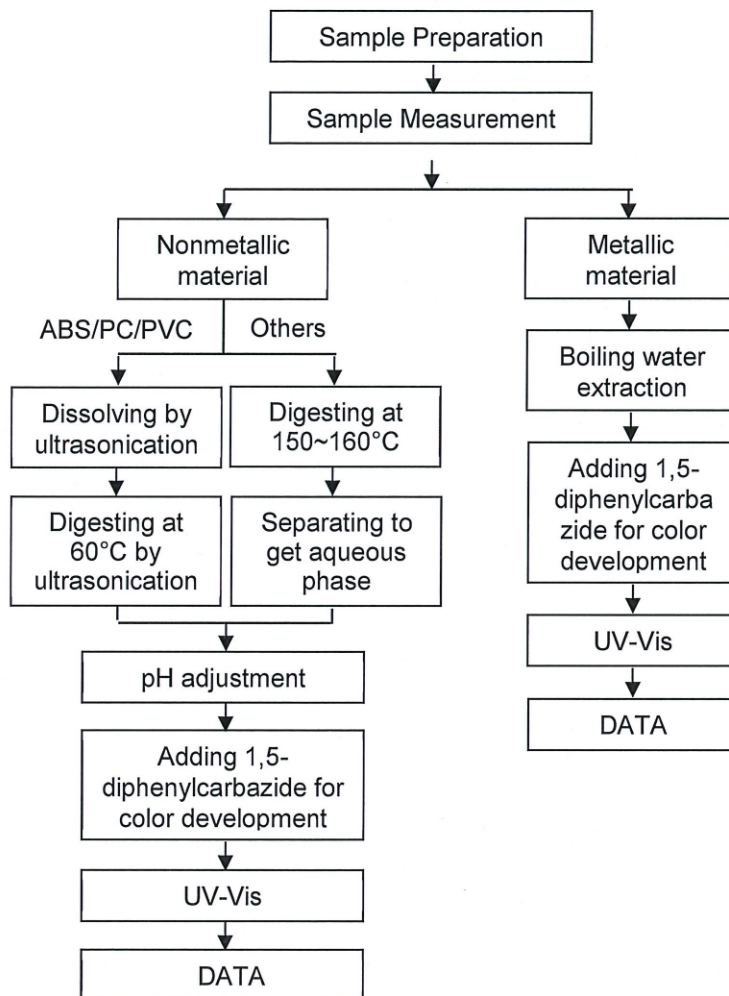 Sample Preparation
Sample Measurement
Nonmetallic
material
Metallic
material
ABS/PC/PVC
Others
Boiling water
extraction
Dissolving by
ultrasonication
Digesting at
150~160°C
Adding 1,5-
diphenylcarba
zide for color
development
Digesting at
60°C by
ultrasonication
Separating to
get aqueous
phase
UV-Vis
pH adjustment
DATA
Adding 1,5-
diphenylcarbazide for
color development
UV-Vis
DATA